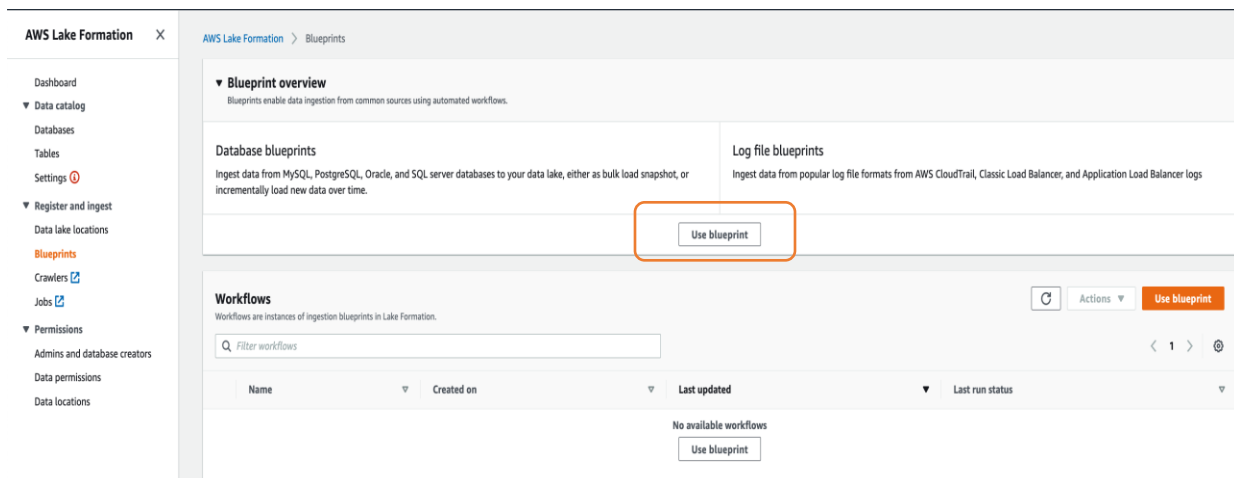 AWS Lake Formation X
Dashboard
Data catalog
Databases
Tables
Settings
Register and ingest
Data lake locations
Blueprints
Crawlers
Jobs
Permissions
Admins and database creators
Data permissions
Data locations
AWS Lake Formation > Blueprints
Blueprint overview
Blueprints enable data ingestion from common sources using automated workflows.
Database blueprints
Ingest data from MySQL, PostgreSQL, Oracle, and SQL server databases to your data lake, either as bulk load snapshot, or
incrementally load new data over time.
Log file blueprints
Ingest data from popular log file formats from AWS CloudTrail, Classic Load Balancer, and Application Load Balancer logs
Use blueprint
Workflows
Workflows are instances of ingestion blueprints in Lake Formation.
Actions
Use blueprint
Filter workflows
< 1 >
Name Created on Last updated Last run status
No available workflows
Use blueprint